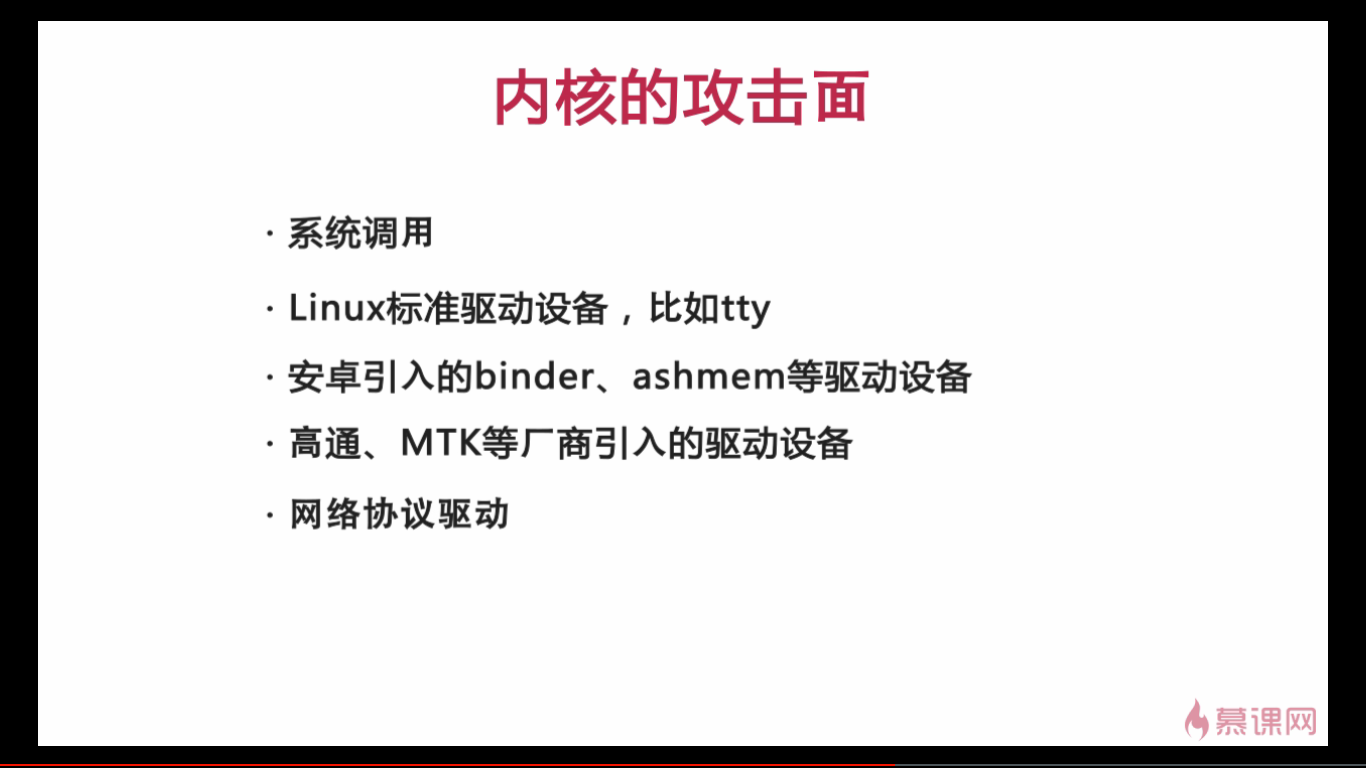 内核的攻击面
· 系统调用
· Linux标准驱动设备，比如tty
· 安卓引入的binder、ashmem等驱动设备
· 高通、MTK等厂商引入的驱动设备
· 网络协议驱动
慕课网